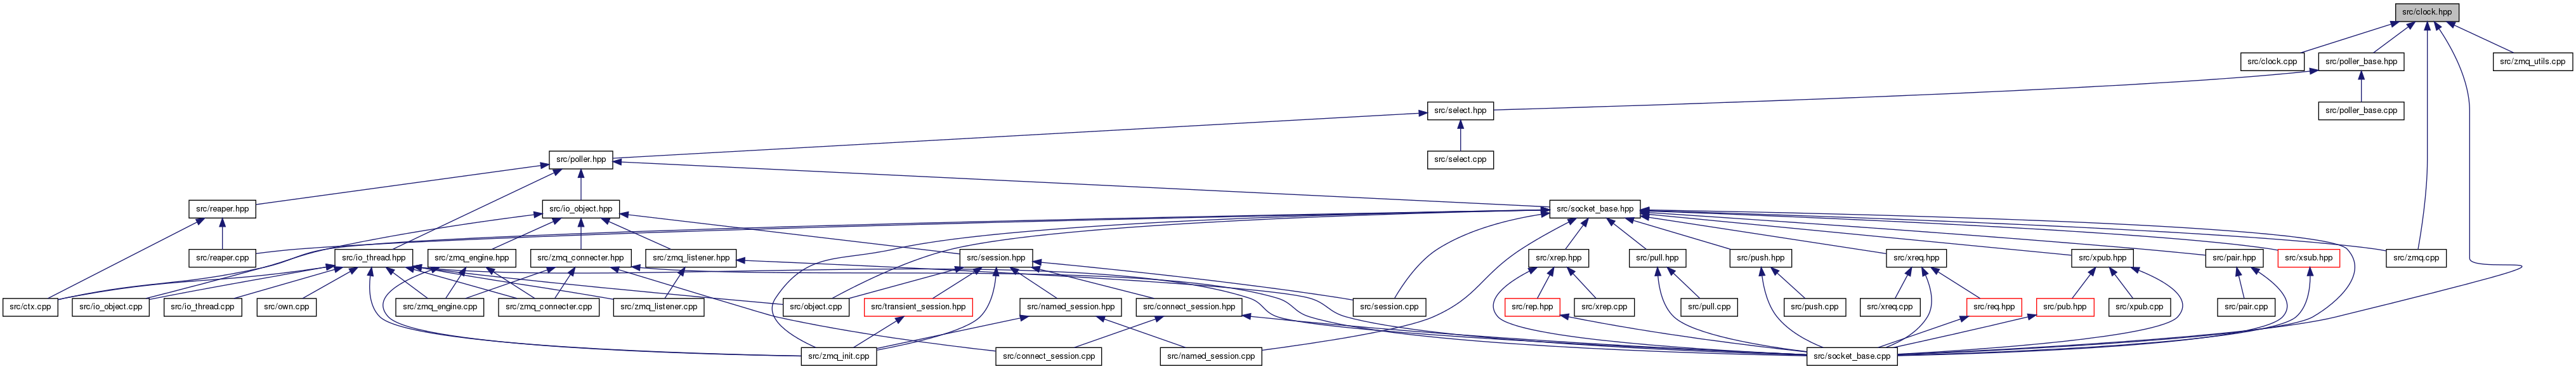 src/clock.hpp
src/clock.cpp
src/poller_base.hpp
src/zmq_utils.cpp
src/select.hpp
src/poller_base.cpp
src/poller.hpp
src/select.cpp
src/reaper.hpp
src/io_object.hpp
src/socket_base.hpp
src/reaper.cpp
src/io_thread.hpp
src/zmq_engine.hpp
src/zmq_connecter.hpp
src/zmq_listener.hpp
src/session.hpp
src/xrep.hpp
src/pull.hpp
src/push.hpp
src/xreq.hpp
src/xpub.hpp
src/pair.hpp
src/xsub.hpp
src/zmq.cpp
src/ctx.cpp
src/io_object.cpp
src/io_thread.cpp
src/own.cpp
src/zmq_engine.cpp
src/zmq_connecter.cpp
src/zmq_listener.cpp
src/object.cpp
src/transient_session.hpp
src/named_session.hpp
src/connect_session.hpp
src/session.cpp
src/rep.hpp
src/xrep.cpp
src/pull.cpp
src/push.cpp
src/xreq.cpp
src/req.hpp
src/pub.hpp
src/xpub.cpp
src/pair.cpp
src/zmq_init.cpp
src/connect_session.cpp
src/named_session.cpp
src/socket_base.cpp